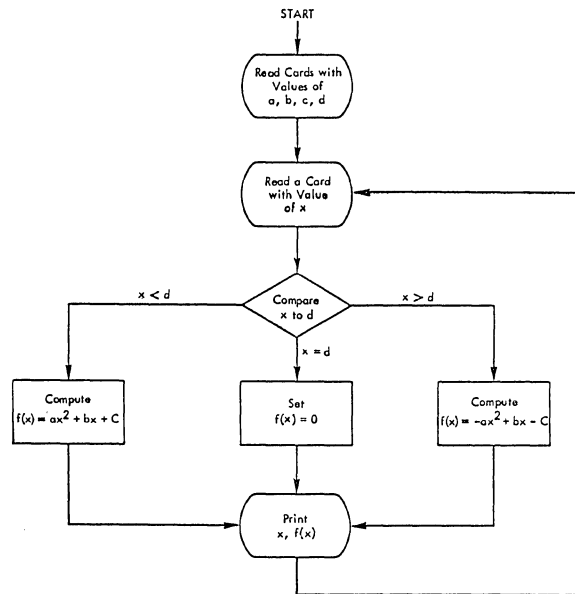 START
Read Cards with
Values of
a, b, c, d
Read a Card
with Value
of x
x < d
Compare
x to d
x > d
x = d
Compute
f(x) = ax² + bx + C
Set
f(x) = 0
Compute
f(x) = -ax² + bx - C
Print
x, f(x)